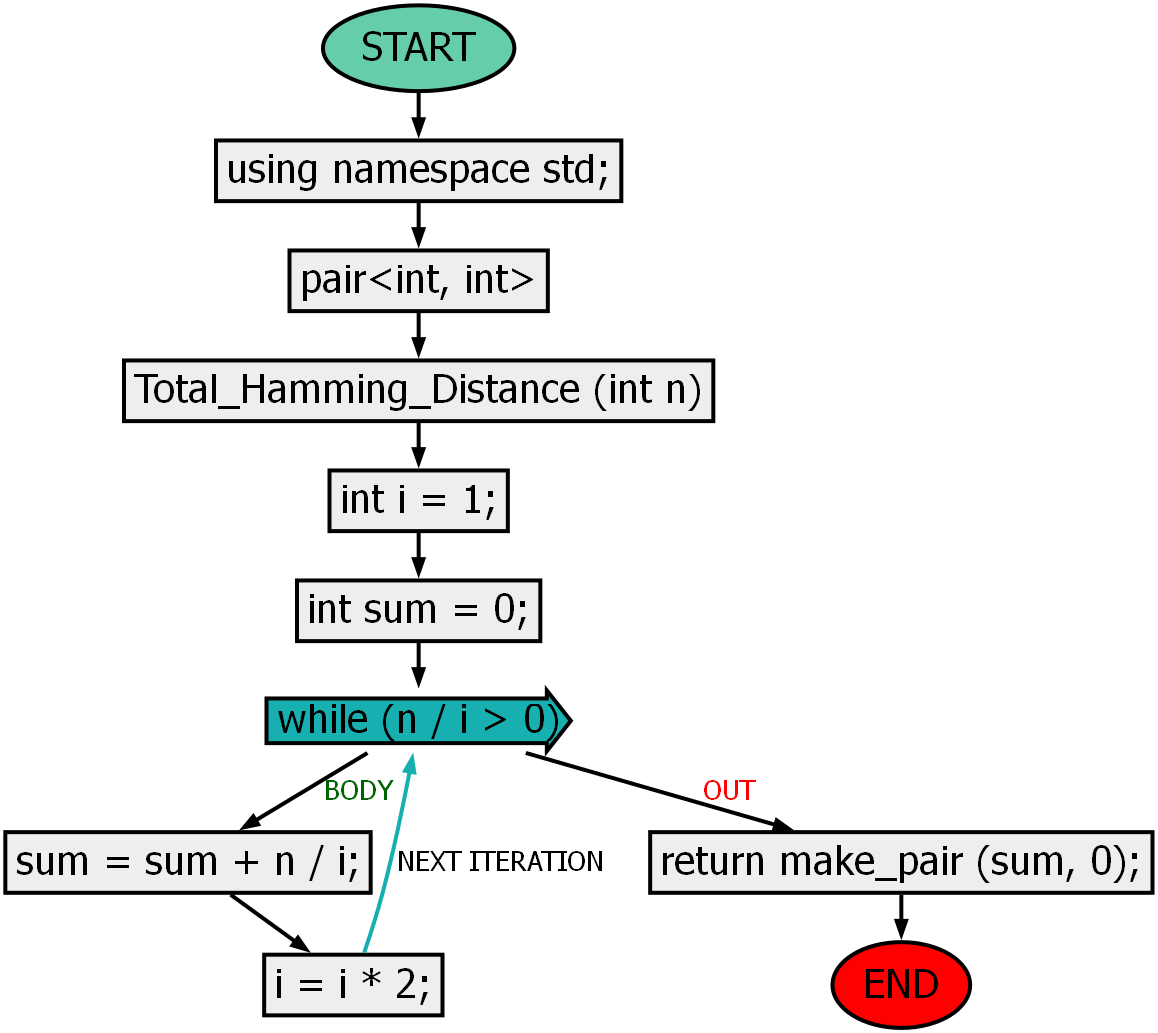 START
using namespace std;
pair<int, int>
Total_Hamming_Distance (int n)
int i = 1;
int sum = 0;
while (n / i > 0)
BODY
OUT
sum = sum + n / i;
NEXT ITERATION
return make_pair (sum, 0);
i = i * 2;
END